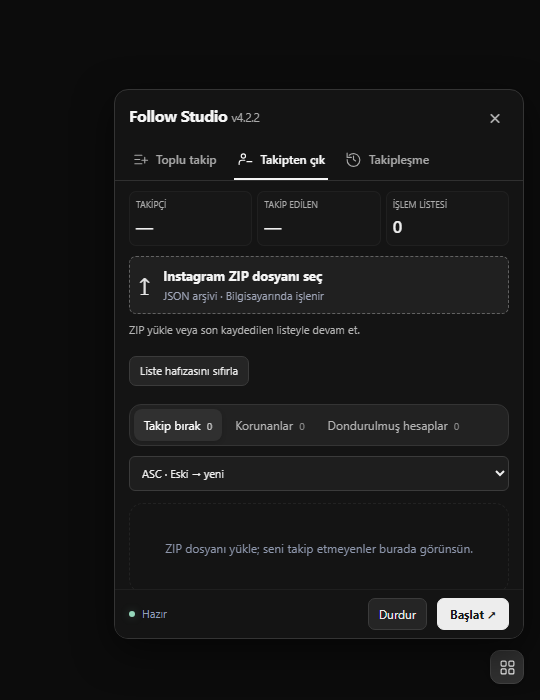 Follow Studio v4.2.2
Toplu takip
Takipten çık
Takipleşme
TAKİPÇİ
TAKİP EDİLEN
İŞLEM LİSTESİ
—
—
0
Instagram ZIP dosyanı seç
JSON arşivi · Bilgisayarında işlenir
ZIP yükle veya son kaydedilen listeyle devam et.
Liste hafızasını sıfırla
Takip bırak 0
Korunanlar 0
Dondurulmuş hesaplar 0
ASC · Eski → yeni
ZIP dosyanı yükle; seni takip etmeyenler burada görünsün.
Hazır
Durdur
Başlat ↗